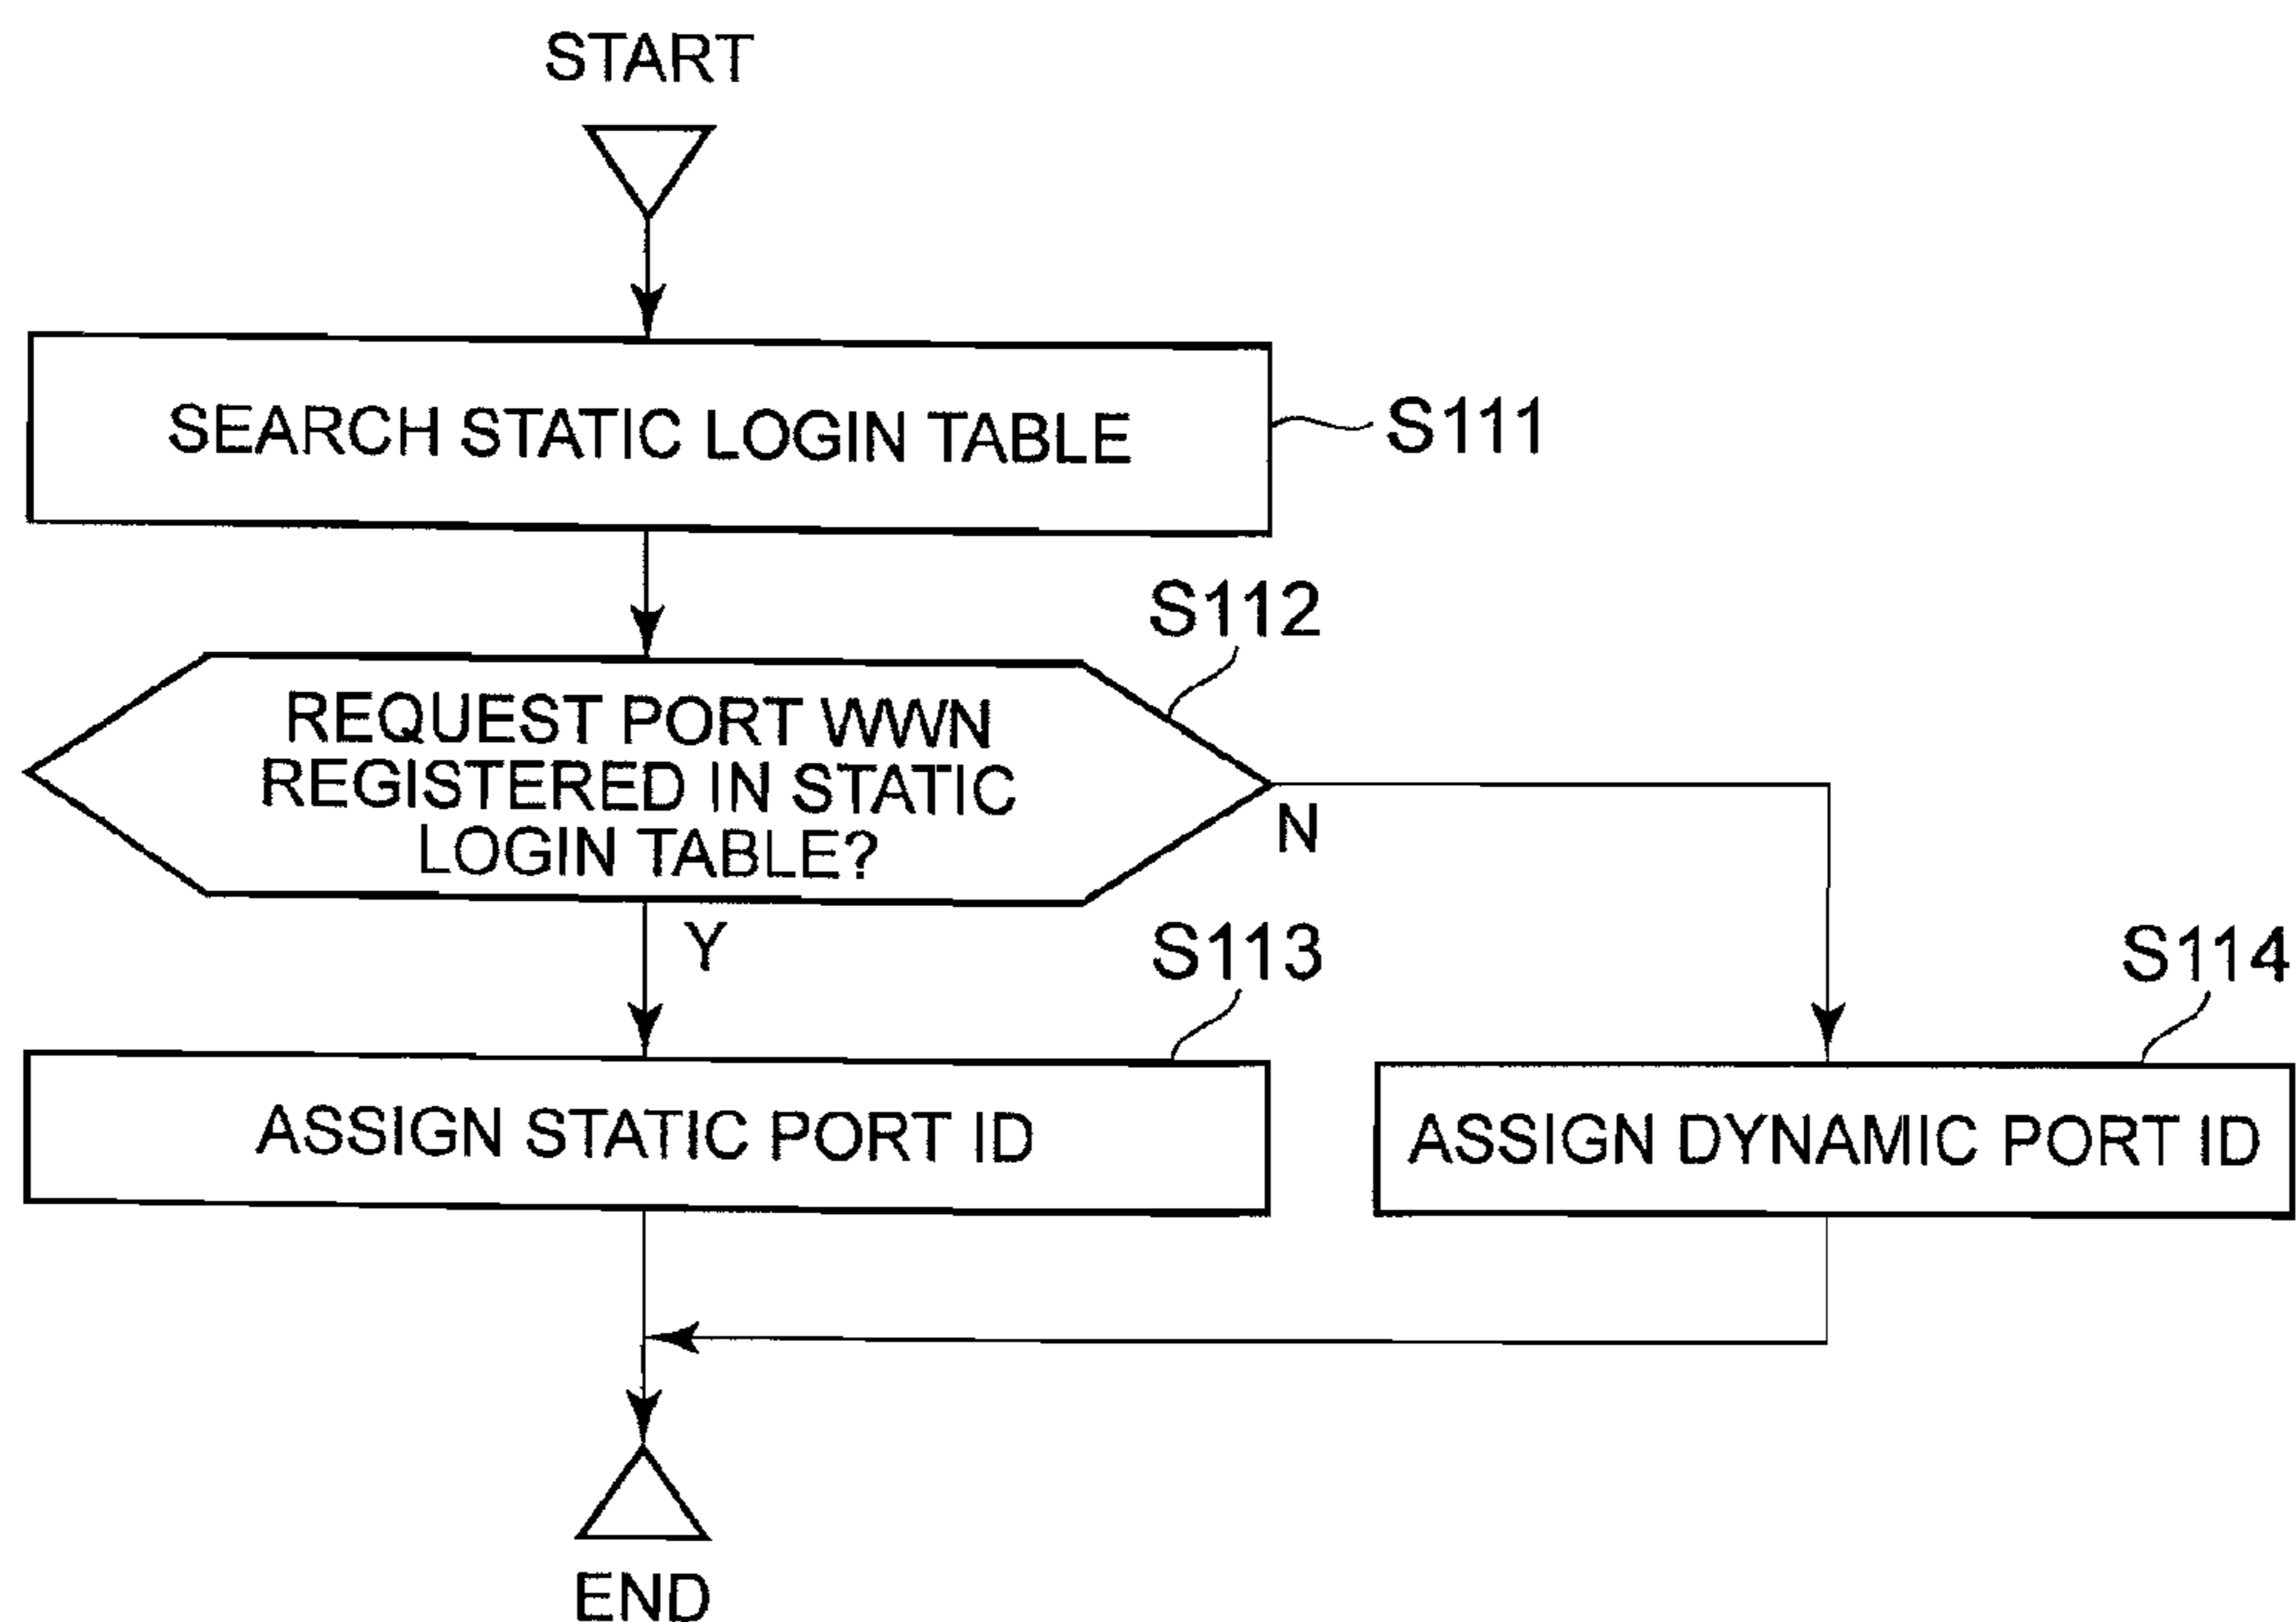 START
SEARCH STATIC LOGIN TABLE
S111
S112
REQUEST PORT WWN
REGISTERED IN STATIC
LOGIN TABLE?
N
Y
S113
S114
ASSIGN STATIC PORT ID
ASSIGN DYNAMIC PORT ID
END